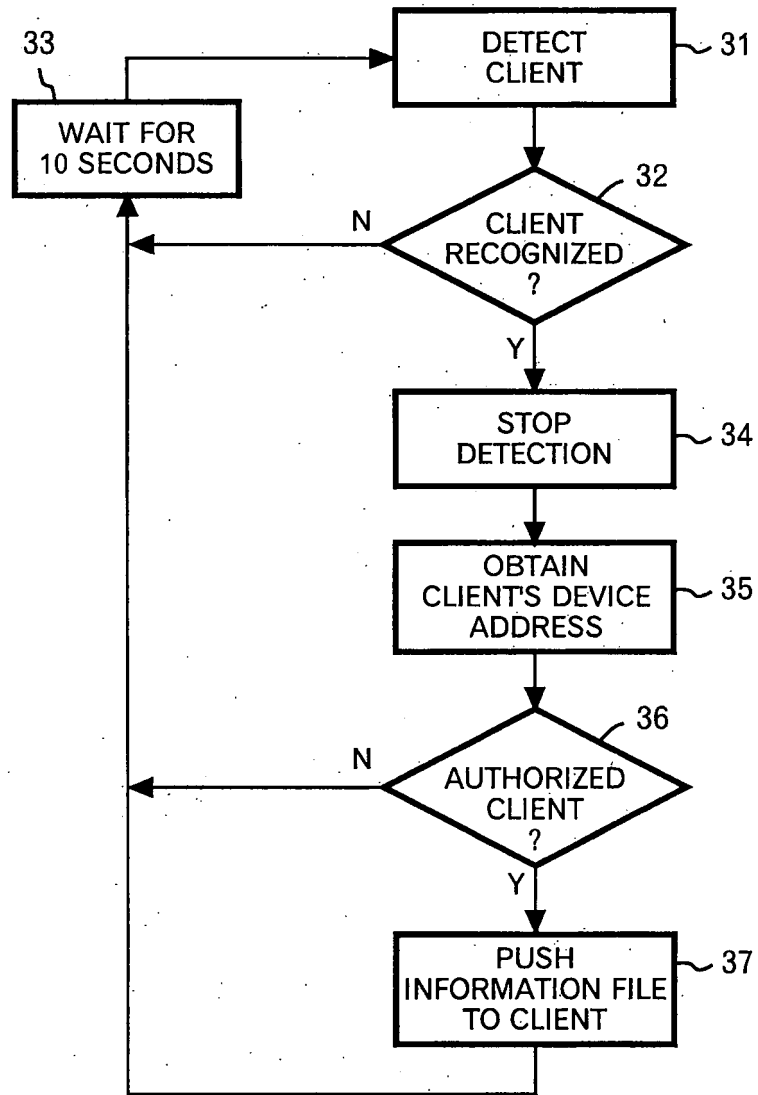 33
DETECT
CLIENT
31
WAIT FOR
10 SECONDS
32
N
CLIENT
RECOGNIZED
?
Y
STOP
DETECTION
34
OBTAIN
CLIENT'S DEVICE
ADDRESS
35
36
N
AUTHORIZED
CLIENT
?
Y
PUSH
INFORMATION FILE
TO CLIENT
37